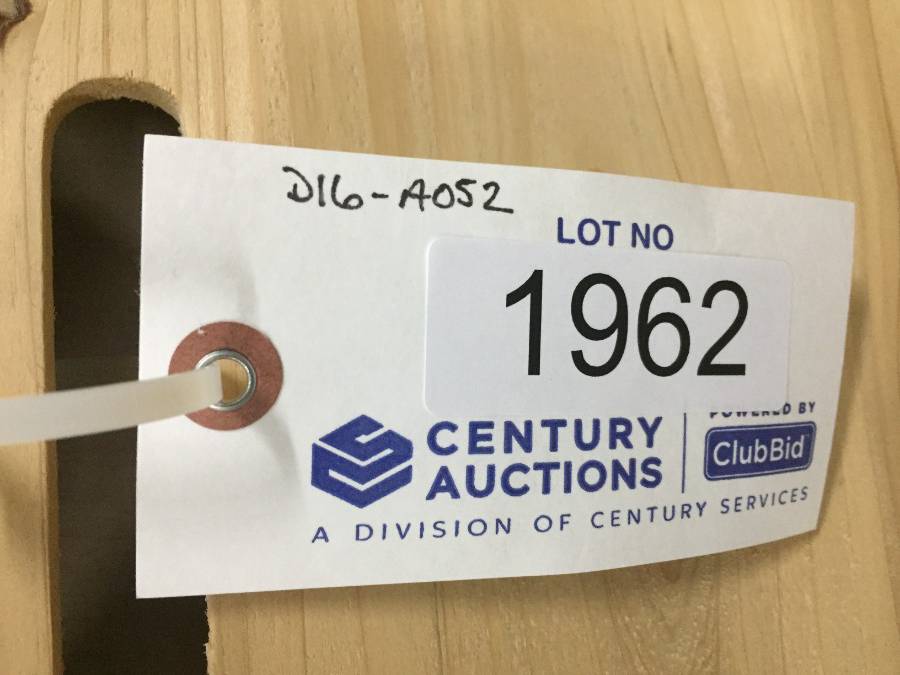 D16-A052
LOT NO
1962
CENTURY AUCTIONS
POWERED BY
ClubBid
A DIVISION OF CENTURY SERVICES